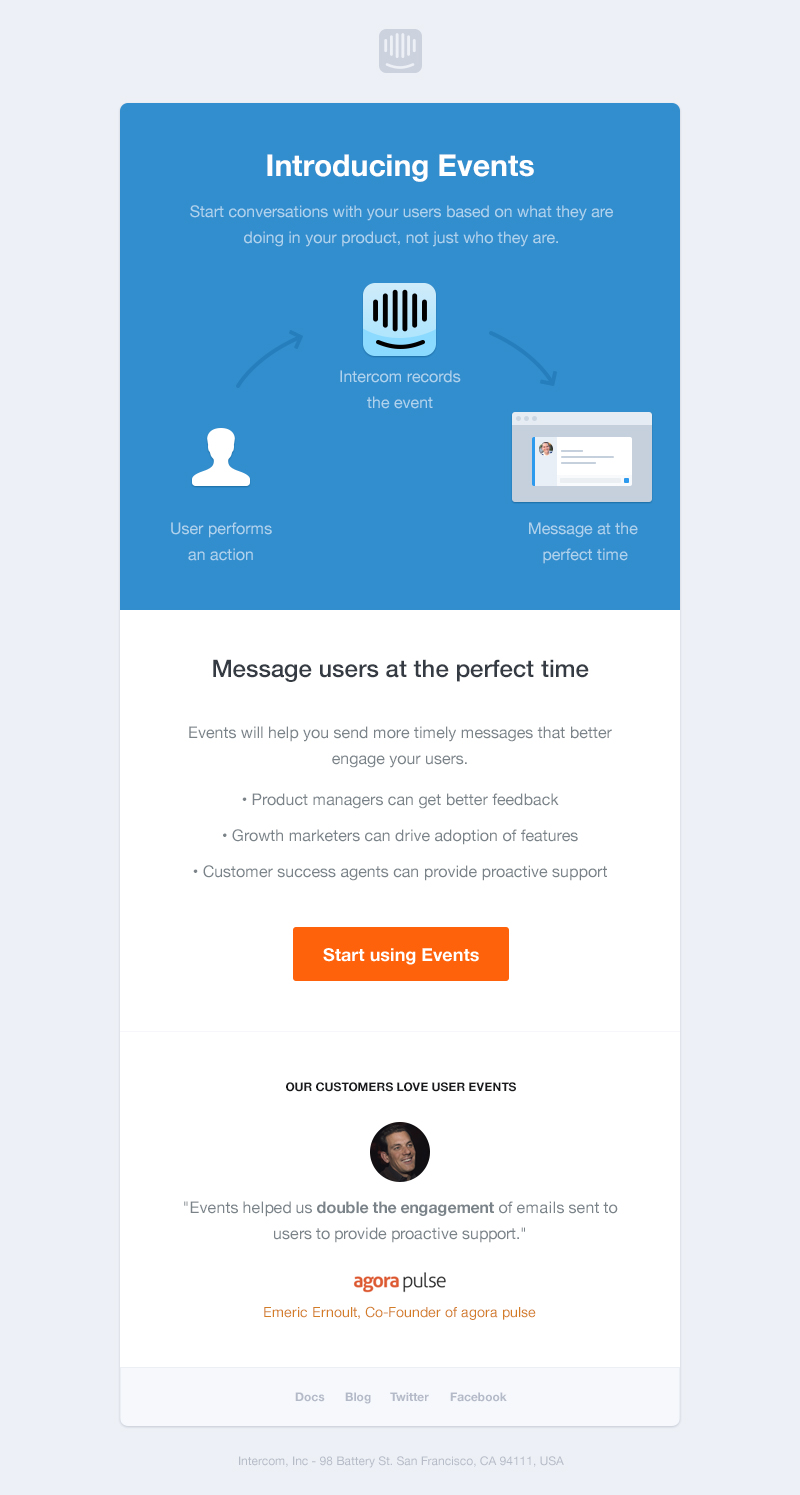 Introducing Events
Start conversations with your users based on what they are
doing in your product, not just who they are.
Intercom records
the event
User performs
an action
Message at the
perfect time
Message users at the perfect time
Events will help you send more timely messages that better
engage your users.
• Product managers can get better feedback
• Growth marketers can drive adoption of features
• Customer success agents can provide proactive support
Start using Events
OUR CUSTOMERS LOVE USER EVENTS
"Events helped us double the engagement of emails sent to
users to provide proactive support."
agora pulse
Emeric Ernoult, Co-Founder of agora pulse
Docs Blog Twitter Facebook
Intercom, Inc - 98 Battery St. San Francisco, CA 94111, USA